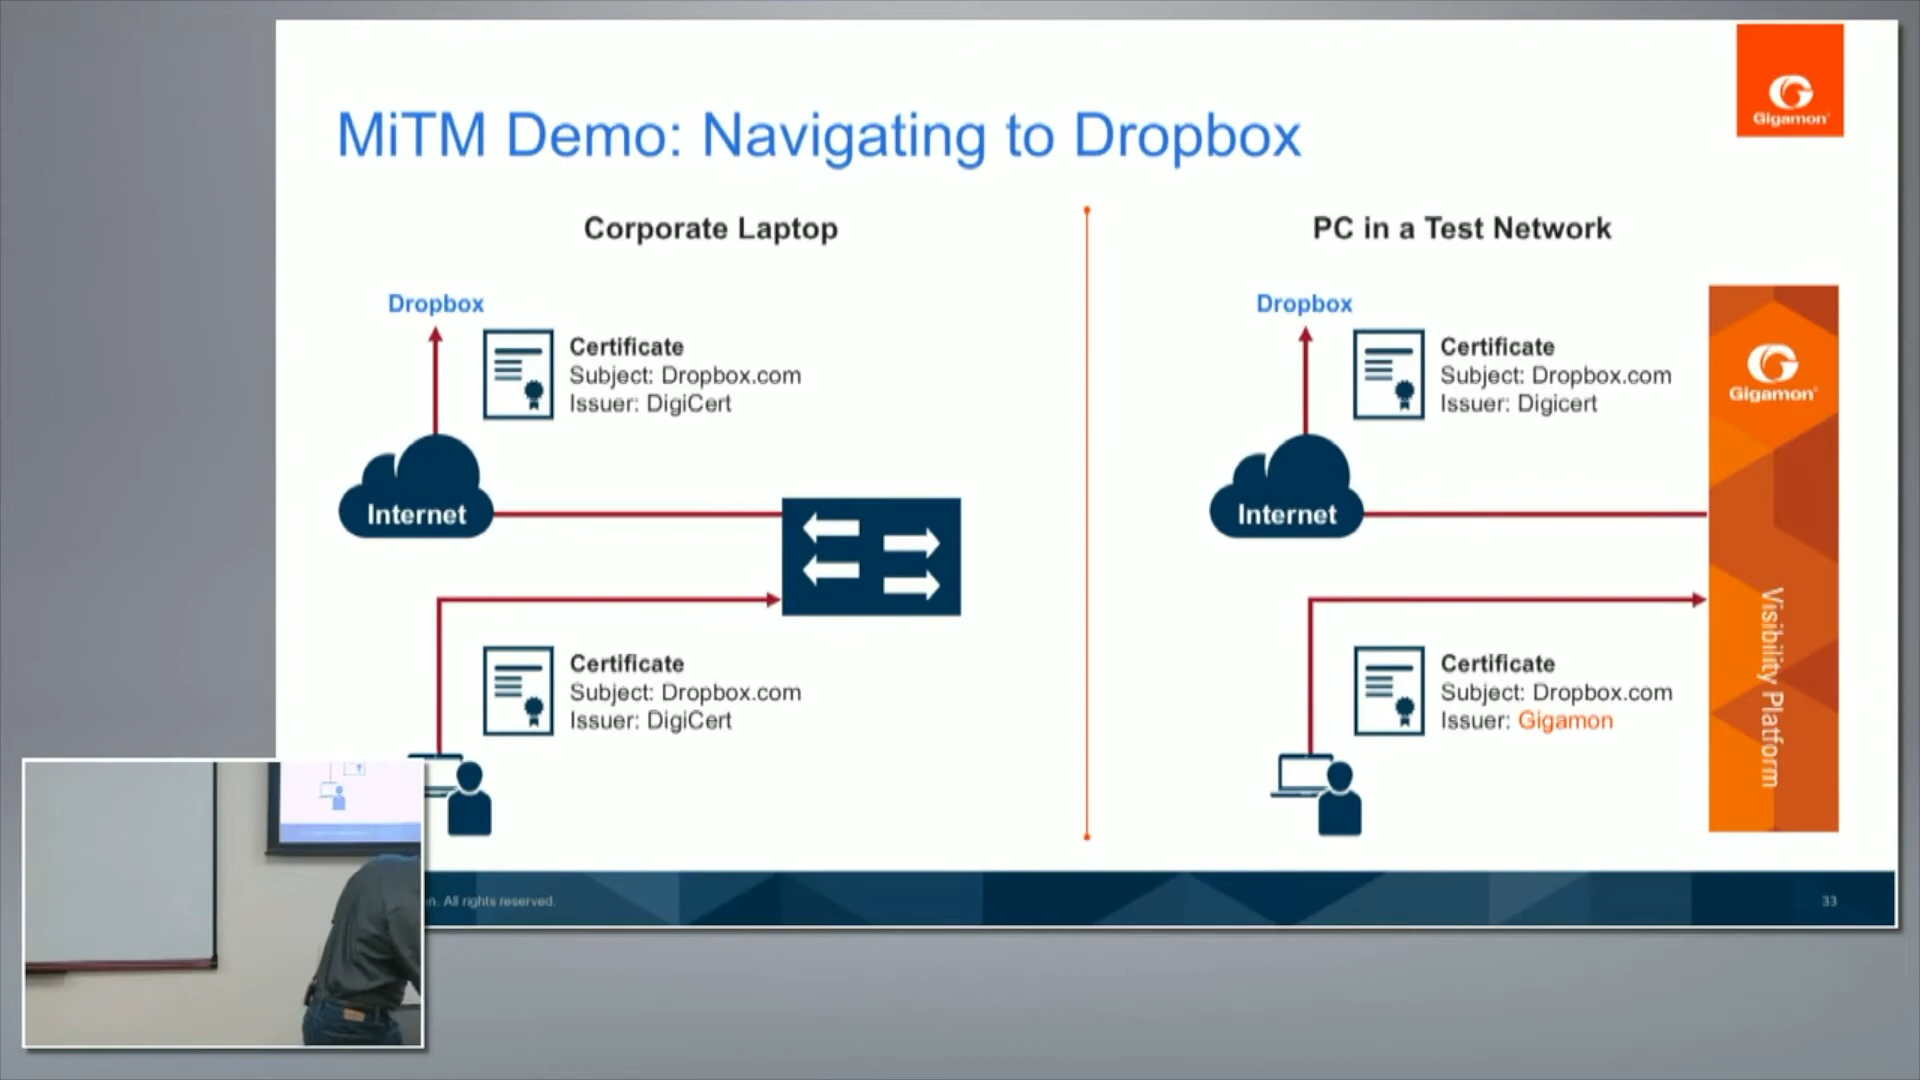 Gigamon®
MiTM Demo: Navigating to Dropbox
Corporate Laptop
Dropbox
Certificate
Subject: Dropbox.com
Issuer: DigiCert
Internet
Certificate
Subject: Dropbox.com
Issuer: DigiCert
PC in a Test Network
Dropbox
Certificate
Subject: Dropbox.com
Issuer: Digicert
Internet
Certificate
Subject: Dropbox.com
Issuer: Gigamon
Gigamon®
Visibility Platform
All rights reserved.
33